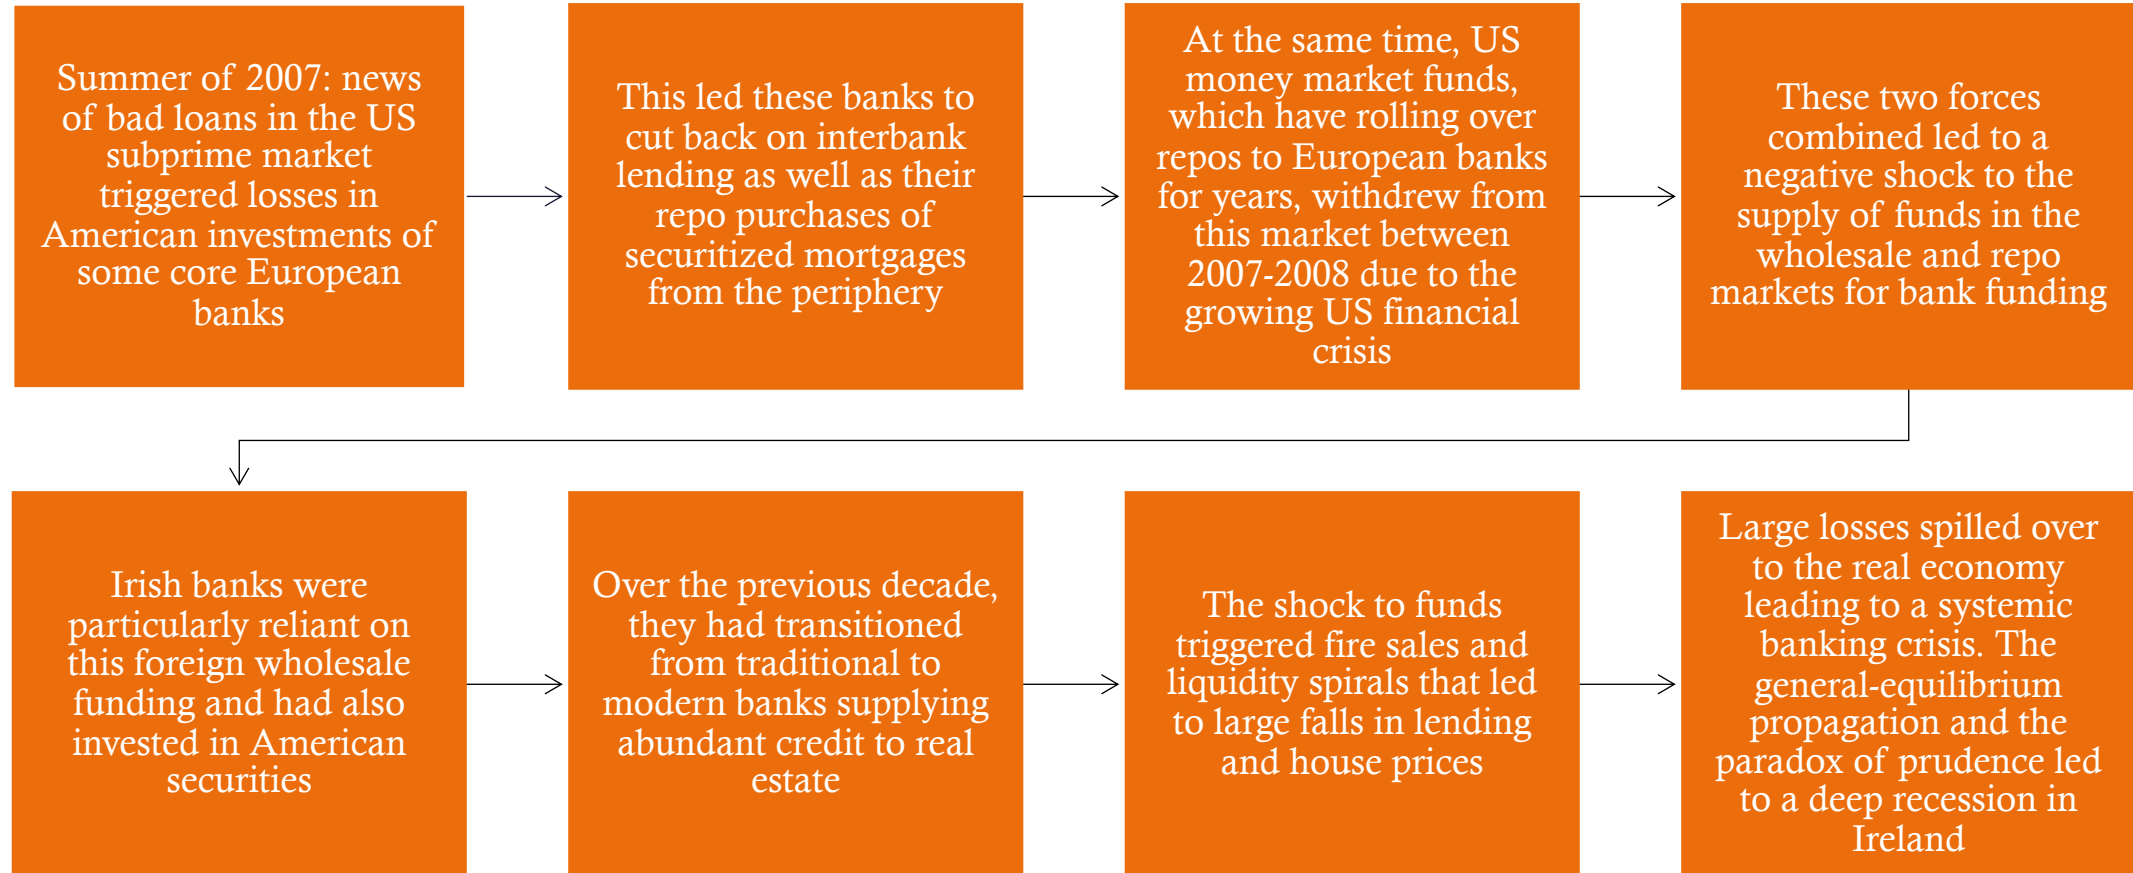 Summer of 2007: news
of bad loans in the US
subprime market
triggered losses in
American investments of
some core European
banks
This led these banks to
cut back on interbank
lending as well as their
repo purchases of
securitized mortgages
from the periphery
At the same time, US
money market funds,
which have rolling over
repos to European banks
for years, withdrew from
this market between
2007-2008 due to the
growing US financial
crisis
These two forces
combined led to a
negative shock to the
supply of funds in the
wholesale and repo
markets for bank funding
Irish banks were
particularly reliant on
this foreign wholesale
funding and had also
invested in American
securities
Over the previous decade,
they had transitioned
from traditional to
modern banks supplying
abundant credit to real
estate
The shock to funds
triggered fire sales and
liquidity spirals that led
to large falls in lending
and house prices
Large losses spilled over
to the real economy
leading to a systemic
banking crisis. The
general-equilibrium
propagation and the
paradox of prudence led
to a deep recession in
Ireland